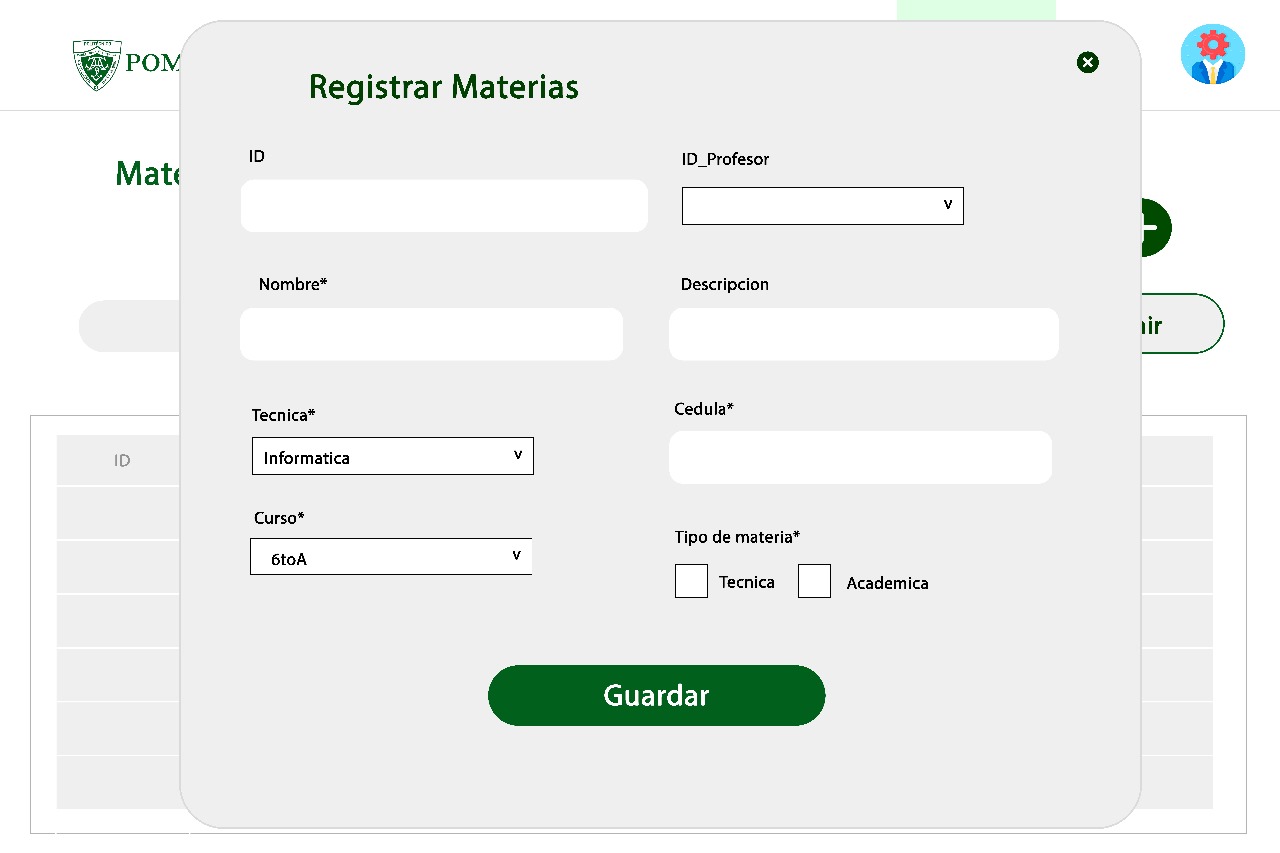 POM
Registrar Materias
Mate
ID
ID_Profesor
v
Nombre*
Descripcion
Tecnica*
Cedula*
Informatica
v
ID
Curso*
6toA
v
Tipo de materia*
Tecnica
Academica
Guardar